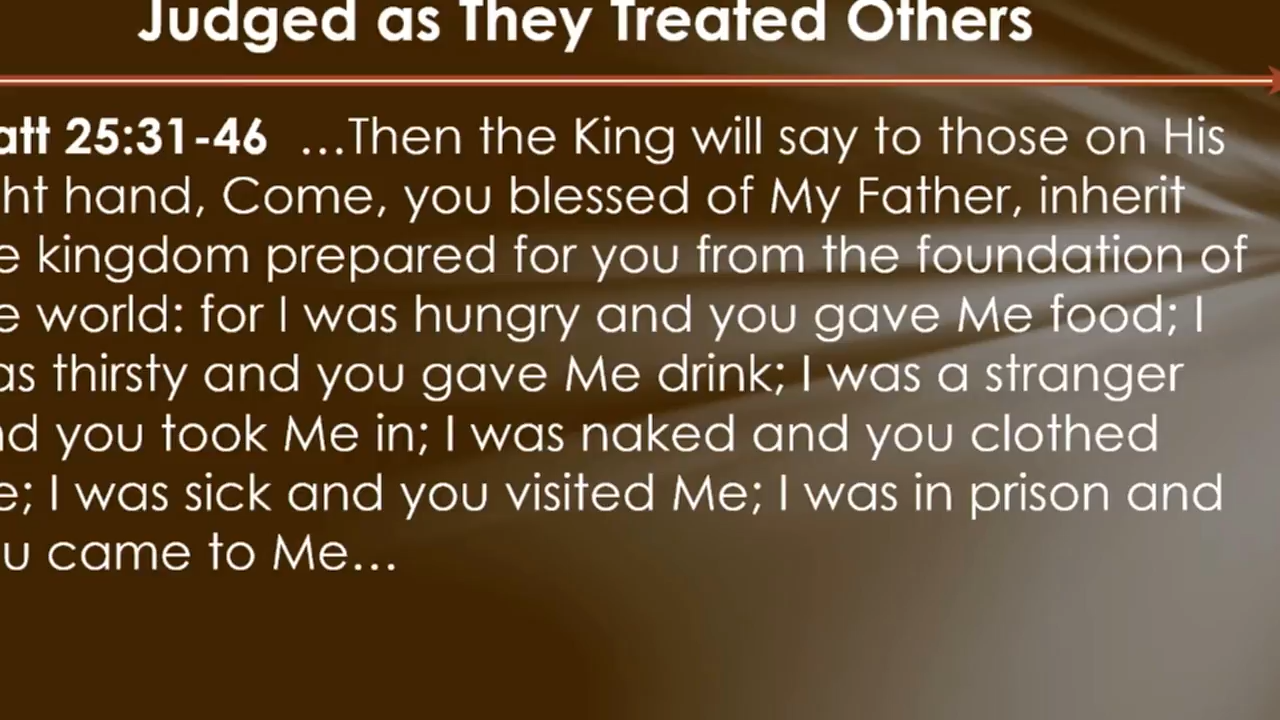 Judged as They Treated Others
att 25:31-46 …Then the King will say to those on His
ht hand, Come, you blessed of My Father, inherit
e kingdom prepared for you from the foundation of
e world: for I was hungry and you gave Me food; I
as thirsty and you gave Me drink; I was a stranger
nd you took Me in; I was naked and you clothed
e; I was sick and you visited Me; I was in prison and
u came to Me…